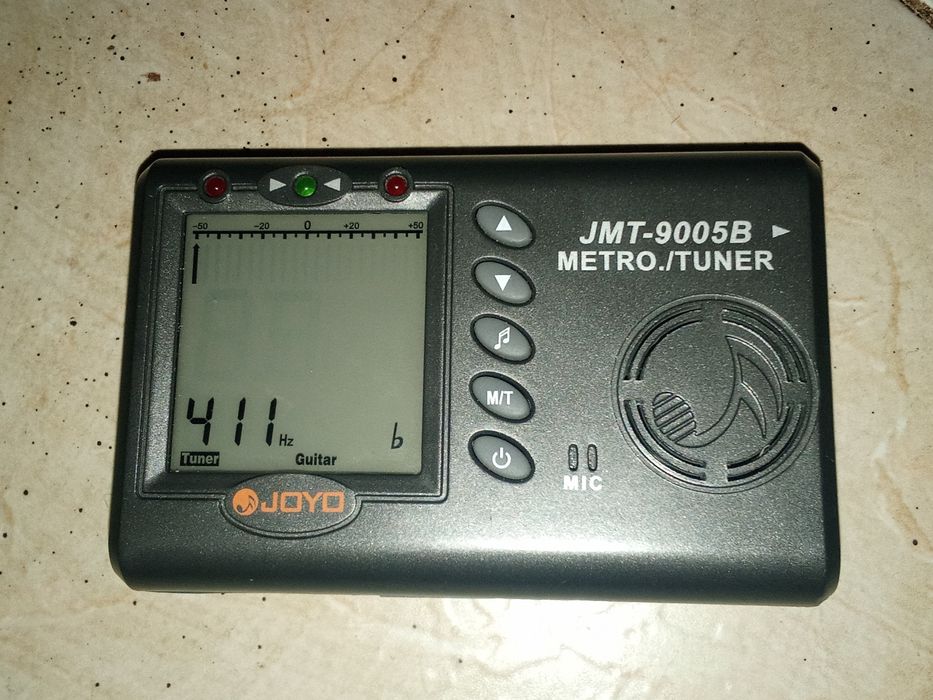 -50 -20 0 +20 +50
411 Hz b
Tuner Guitar
JOYO
M/T
JMT-9005B
METRO./TUNER
MIC